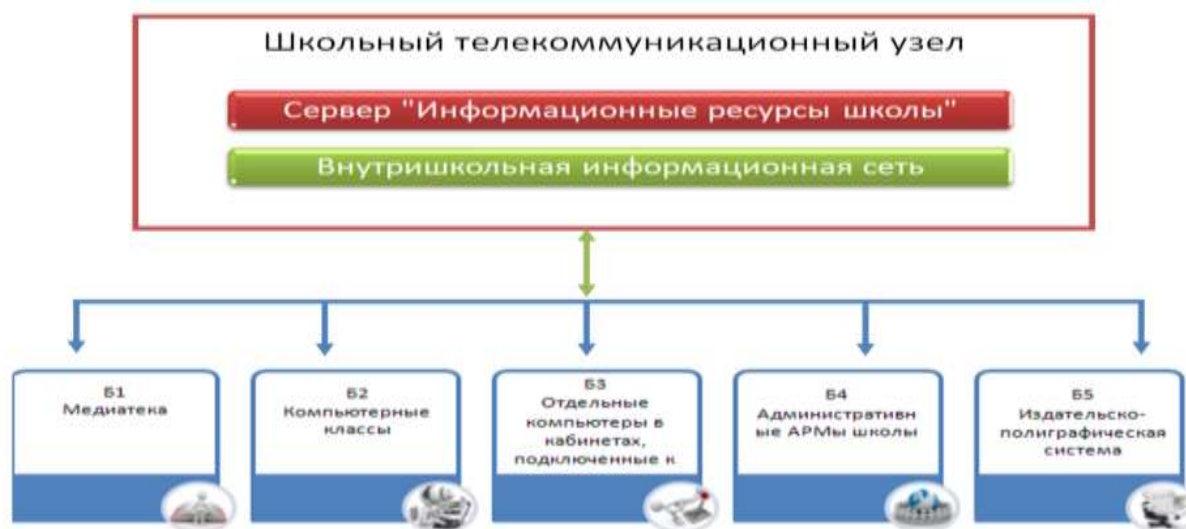 Школьный телекоммуникационный узел
Сервер "Информационные ресурсы школы"
Внутришкольная информационная сеть
Б1
Медиатека
Б2
Компьютерные
классы
Б3
Отдельные
компьютеры в
кабинетах,
подключенные к
Б4
Административн
ые АРМы школы
Б5
Издательско-
полиграфическая
система